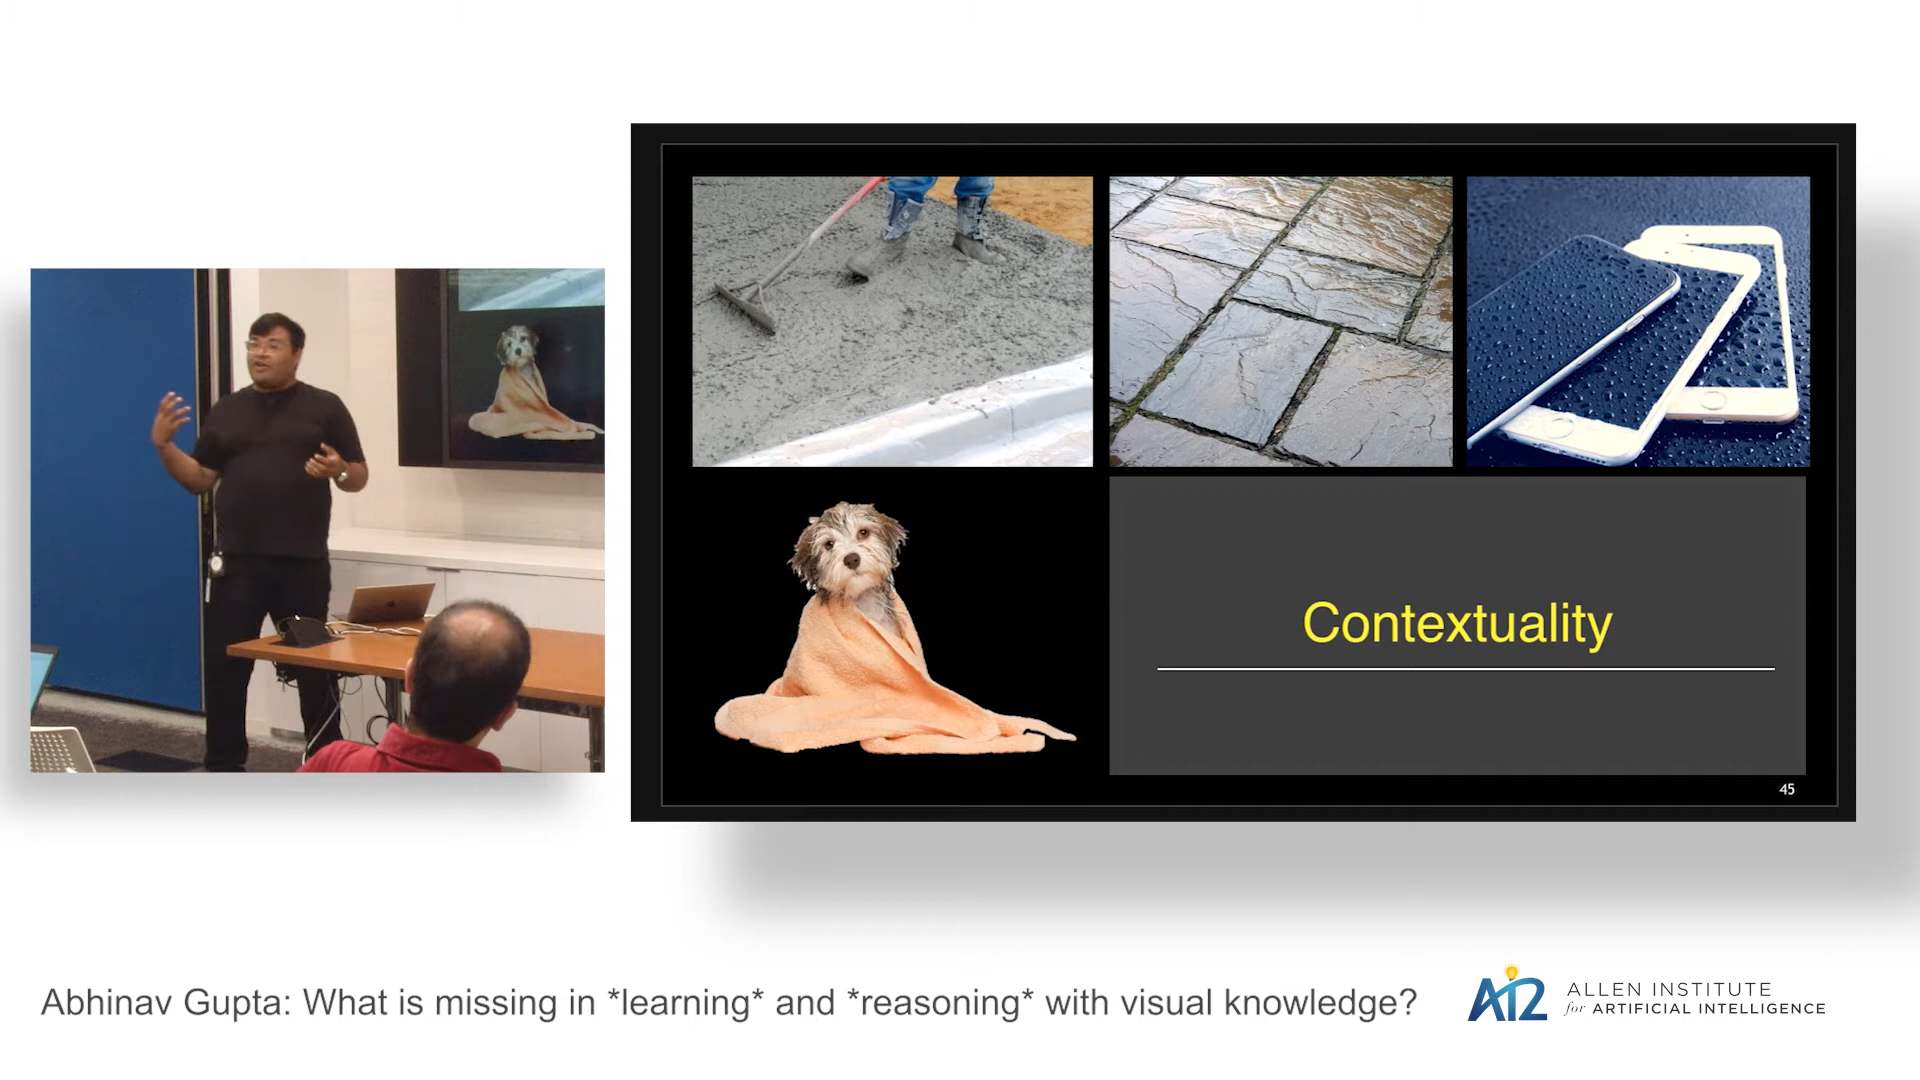 Contextuality
45
Abhinav Gupta: What is missing in *learning* and *reasoning* with visual knowledge?
AI2
ALLEN INSTITUTE
for ARTIFICIAL INTELLIGENCE